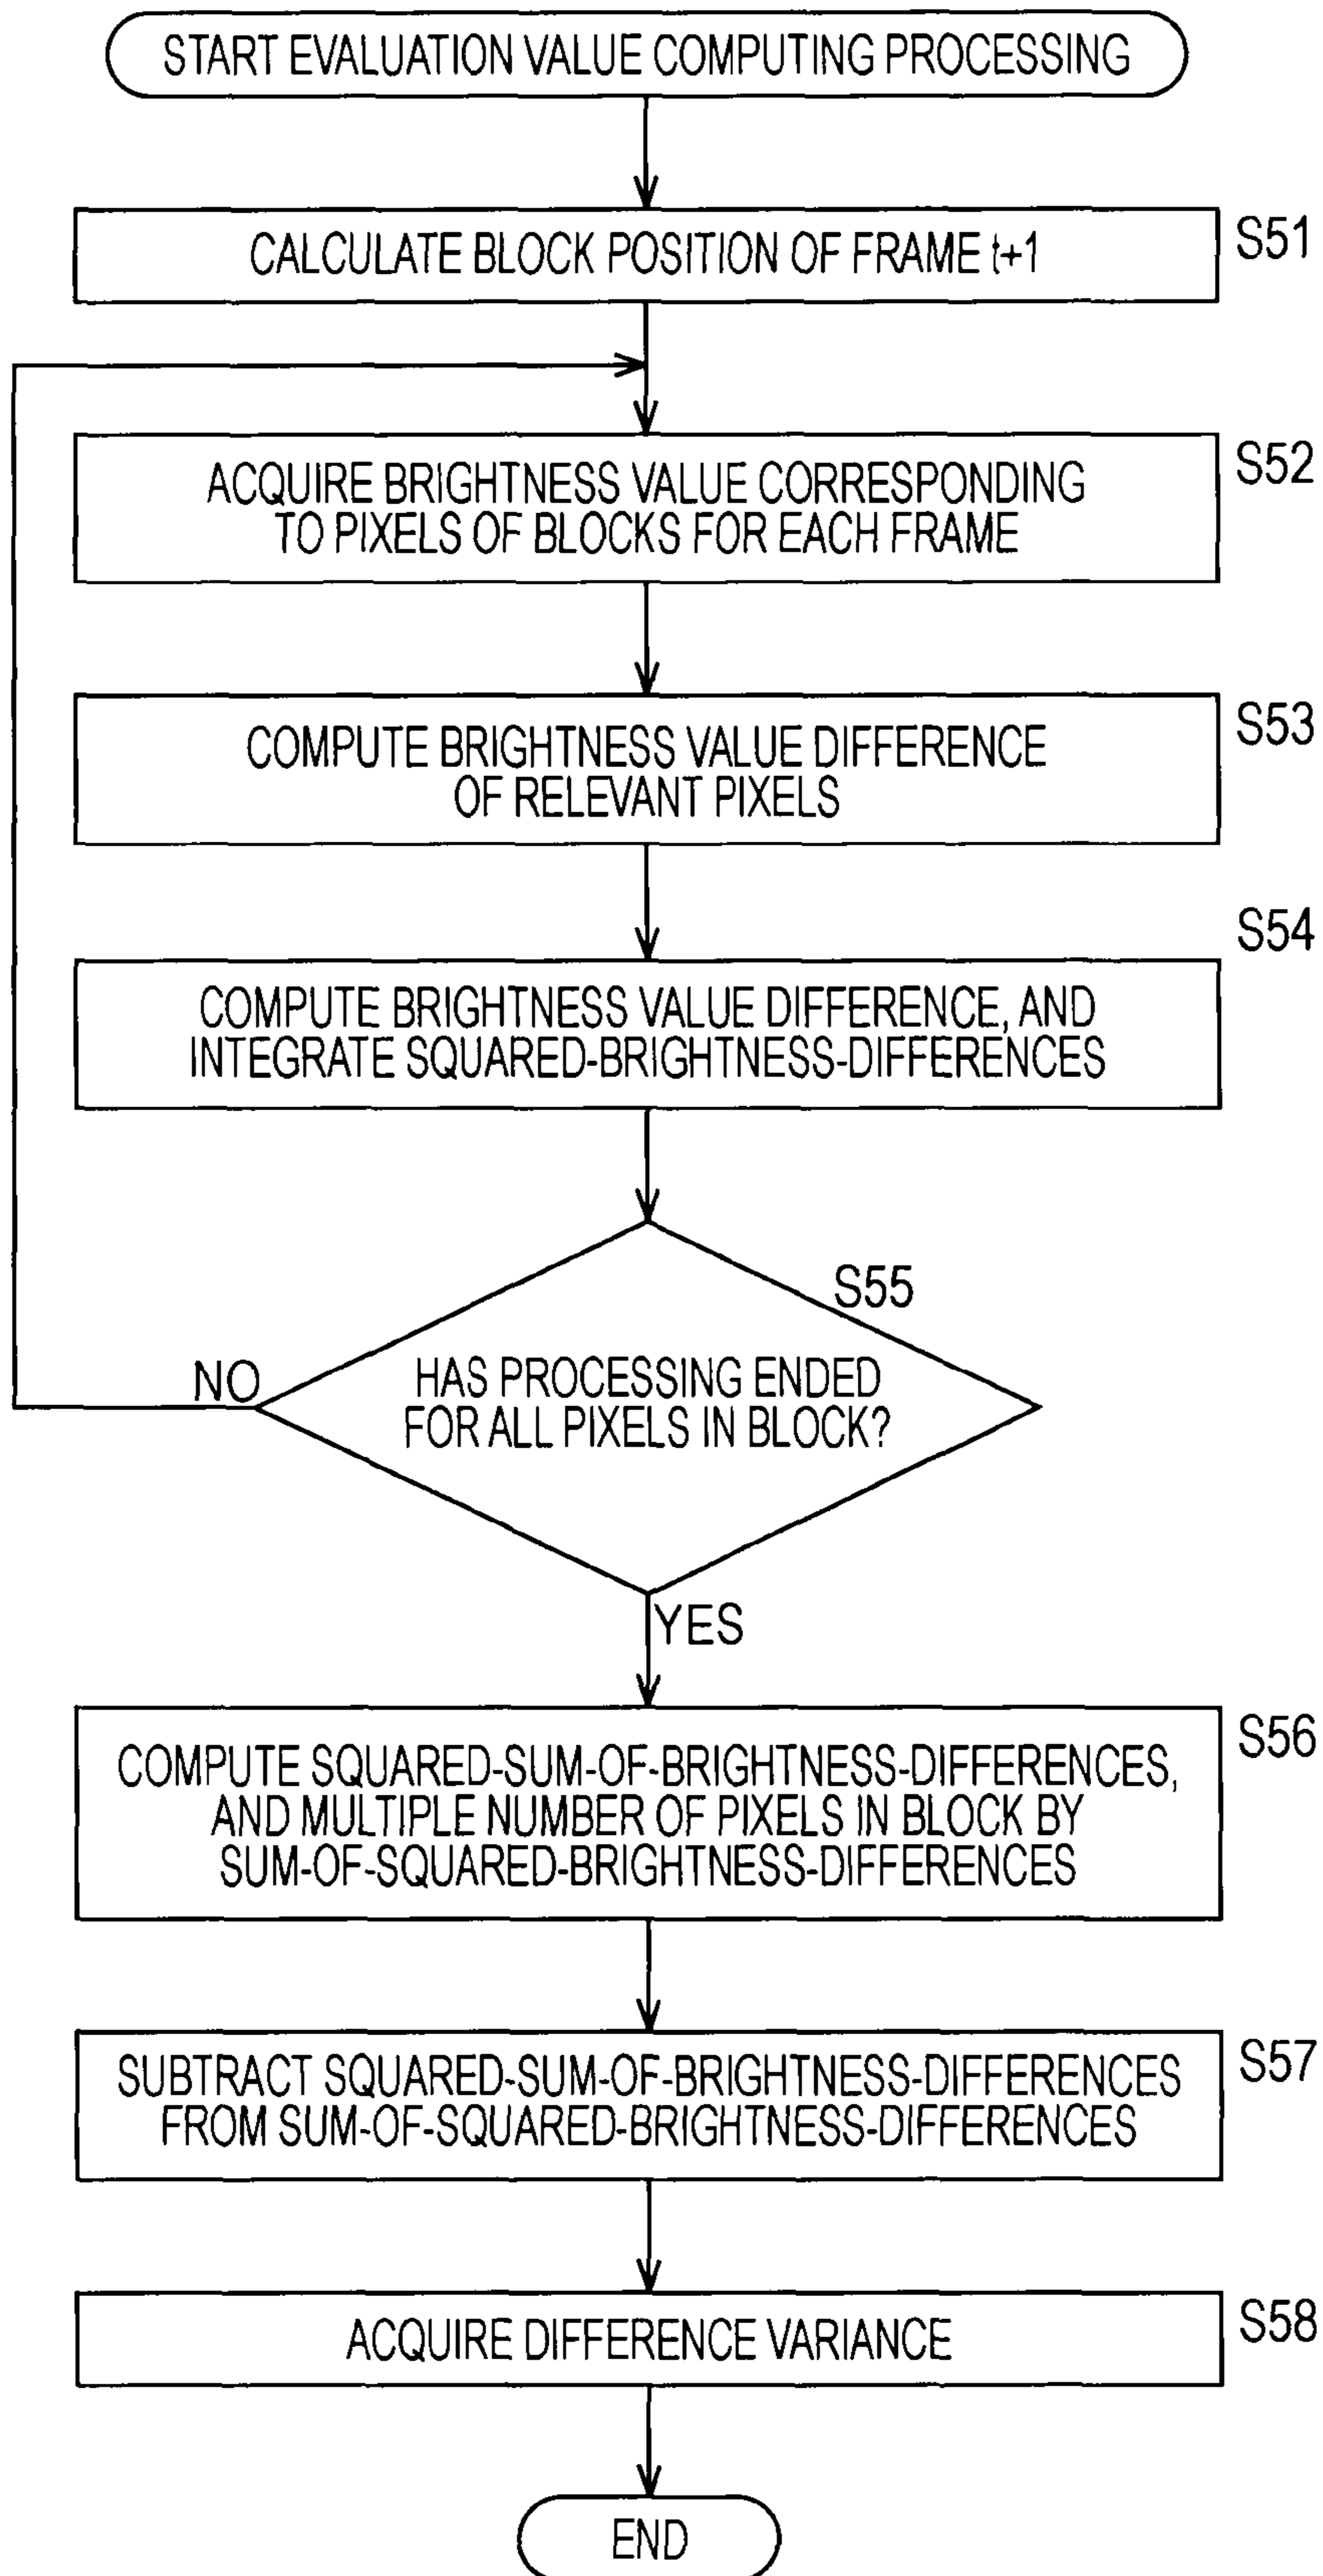 START EVALUATION VALUE COMPUTING PROCESSING
CALCULATE BLOCK POSITION OF FRAME t+1
S51
ACQUIRE BRIGHTNESS VALUE CORRESPONDING
TO PIXELS OF BLOCKS FOR EACH FRAME
S52
COMPUTE BRIGHTNESS VALUE DIFFERENCE
OF RELEVANT PIXELS
S53
COMPUTE BRIGHTNESS VALUE DIFFERENCE, AND
INTEGRATE SQUARED-BRIGHTNESS-DIFFERENCES
S54
S55
HAS PROCESSING ENDED
FOR ALL PIXELS IN BLOCK?
NO
YES
COMPUTE SQUARED-SUM-OF-BRIGHTNESS-DIFFERENCES,
AND MULTIPLE NUMBER OF PIXELS IN BLOCK BY
SUM-OF-SQUARED-BRIGHTNESS-DIFFERENCES
S56
SUBTRACT SQUARED-SUM-OF-BRIGHTNESS-DIFFERENCES
FROM SUM-OF-SQUARED-BRIGHTNESS-DIFFERENCES
S57
ACQUIRE DIFFERENCE VARIANCE
S58
END